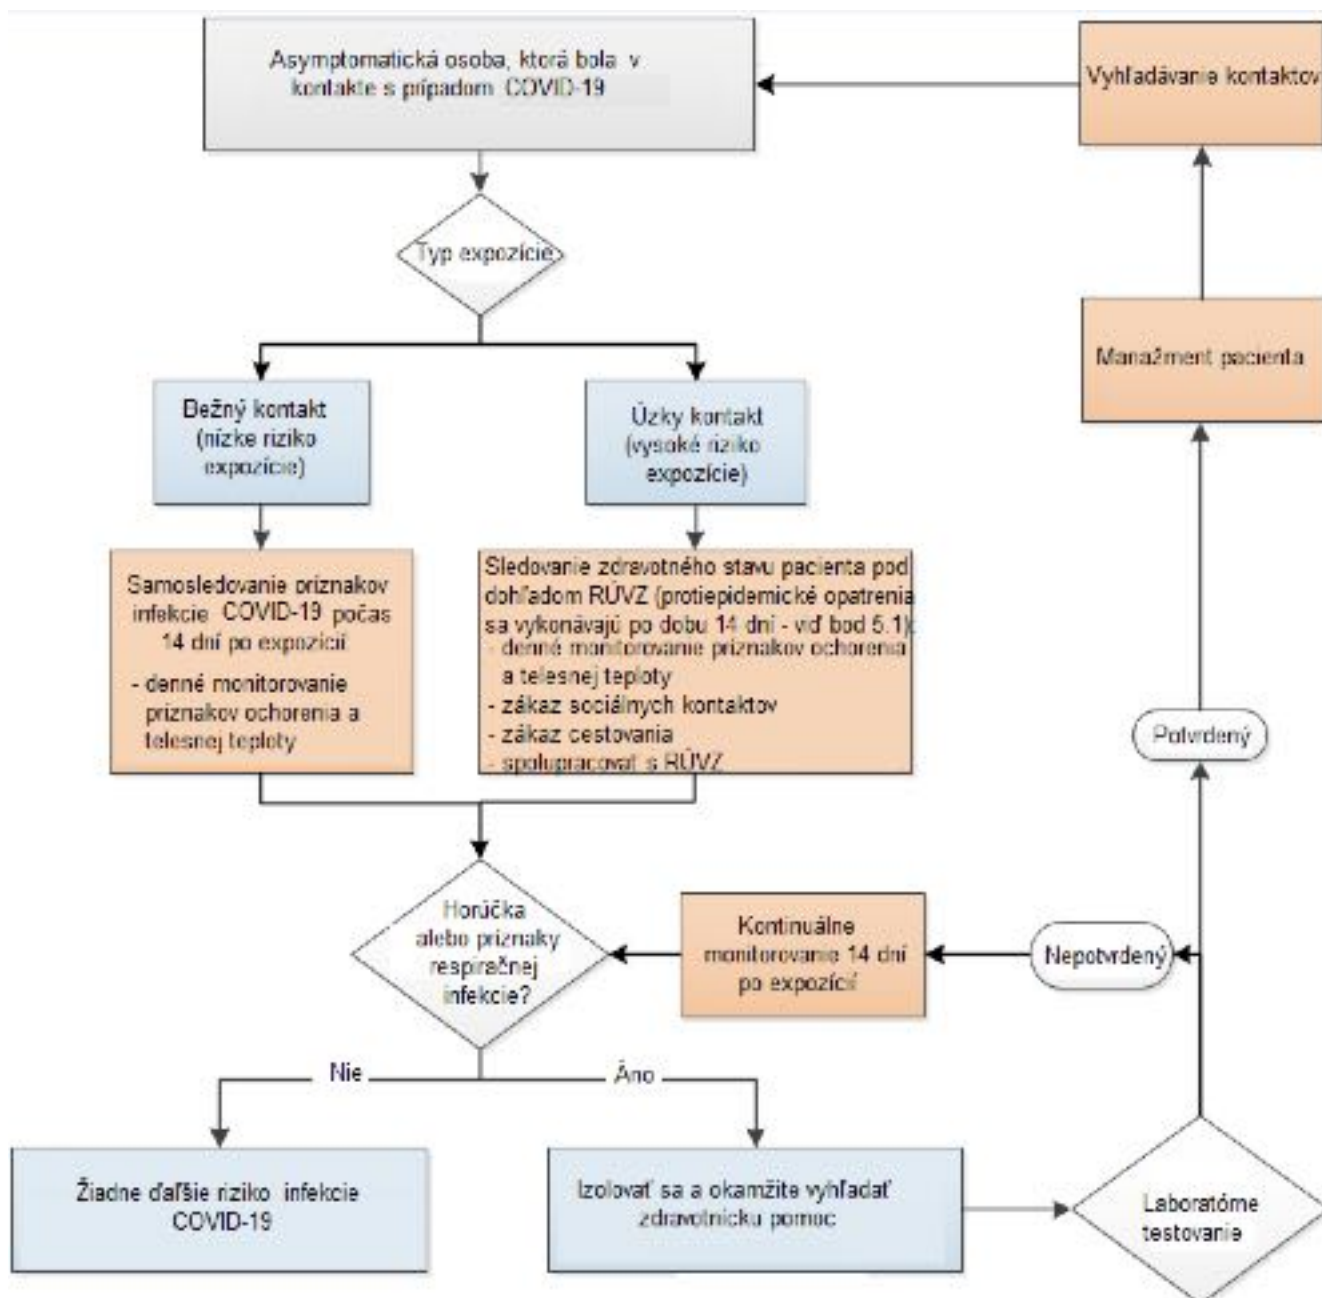 Asymptomatická osoba, ktorá bola v
kontakte s prípadom COVID-19
Vyhľadávanie kontaktov
Typ expozície
Manažment pacienta
Bežný kontakt
(nízke riziko
expozície)
Úzky kontakt
(vysoké riziko
expozície)
Samosledovanie príznakov
infekcie COVID-19 počas
14 dní po expozícií
- denné monitorovanie
príznakov ochorenia a
telesnej teploty
Sledovanie zdravotného stavu pacienta pod
dohľadom RÚVZ (protiepidemické opatrenia
sa vykonávajú po dobu 14 dní - viď bod 5.1):
- denné monitorovanie príznakov ochorenia
a telesnej teploty
- zákaz sociálnych kontaktov
- zákaz cestovania
- spolupracovať s RÚVZ
Potvrdený
Horúčka
alebo príznaky
respiračnej
infekcie?
Kontinuálne
monitorovanie 14 dní
po expozícií
Nepotvrdený
Nie
Áno
Žiadne ďaľšie riziko infekcie
COVID-19
Izolovať sa a okamžite vyhľadať
zdravotnícku pomoc
Laboratórne
testovanie